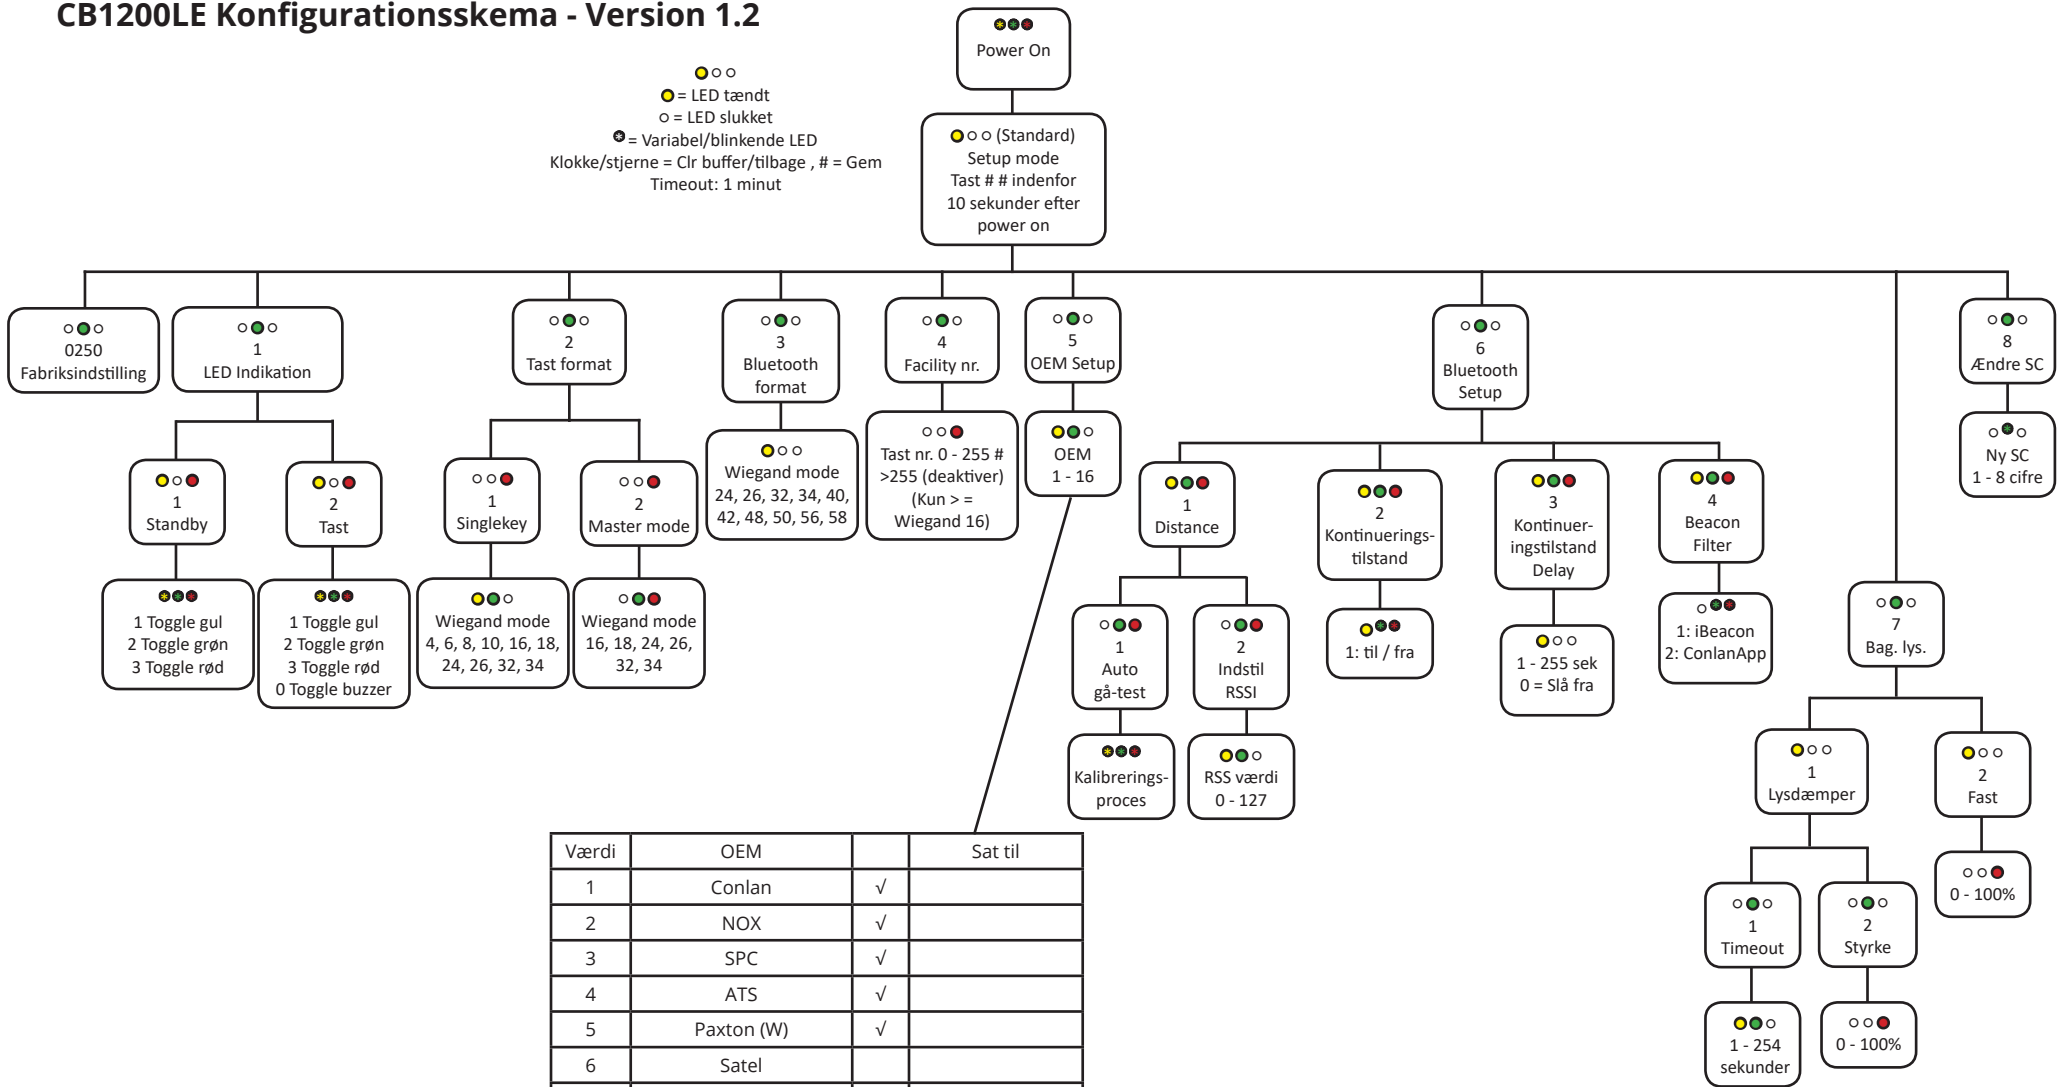 CB1200LE Konfigurationsskema - Version 1.2
Power On
= LED tændt
= LED slukket
= Variabel/blinkende LED
Klokke/stjerne = Clr buffer/tilbage , # = Gem
Timeout: 1 minut
(Standard)
Setup mode
Tast # # indenfor
10 sekunder efter
power on
0250
Fabriksindstilling
1
LED Indikation
1
Standby
1 Toggle gul
2 Toggle grøn
3 Toggle rød
2
Tast
1 Toggle gul
2 Toggle grøn
3 Toggle rød
0 Toggle buzzer
2
Tast format
1
Singlekey
Wiegand mode
4, 6, 8, 10, 16, 18,
24, 26, 32, 34
2
Master mode
Wiegand mode
16, 18, 24, 26,
32, 34
3
Bluetooth
format
Wiegand mode
24, 26, 32, 34, 40,
42, 48, 50, 56, 58
4
Facility nr.
Tast nr. 0 - 255 #
>255 (deaktiver)
(Kun > =
Wiegand 16)
5
OEM Setup
OEM
1 - 16
6
Bluetooth
Setup
1
Distance
1
Auto
gå-test
Kalibrerings-
proces
2
Indstil
RSSI
RSS værdi
0 - 127
2
Kontinuerings-
tilstand
1: til / fra
3
Kontinuer-
ingstilstand
Delay
1 - 255 sek
0 = Slå fra
4
Beacon
Filter
1: iBeacon
2: ConlanApp
7
Bag. lys.
1
Lysdæmper
1
Timeout
1 - 254
sekunder
2
Styrke
0 - 100%
2
Fast
0 - 100%
8
Ændre SC
Ny SC
1 - 8 cifre
Værdi OEM Sat til
1 Conlan √
2 NOX √
3 SPC √
4 ATS √
5 Paxton (W) √
6 Satel